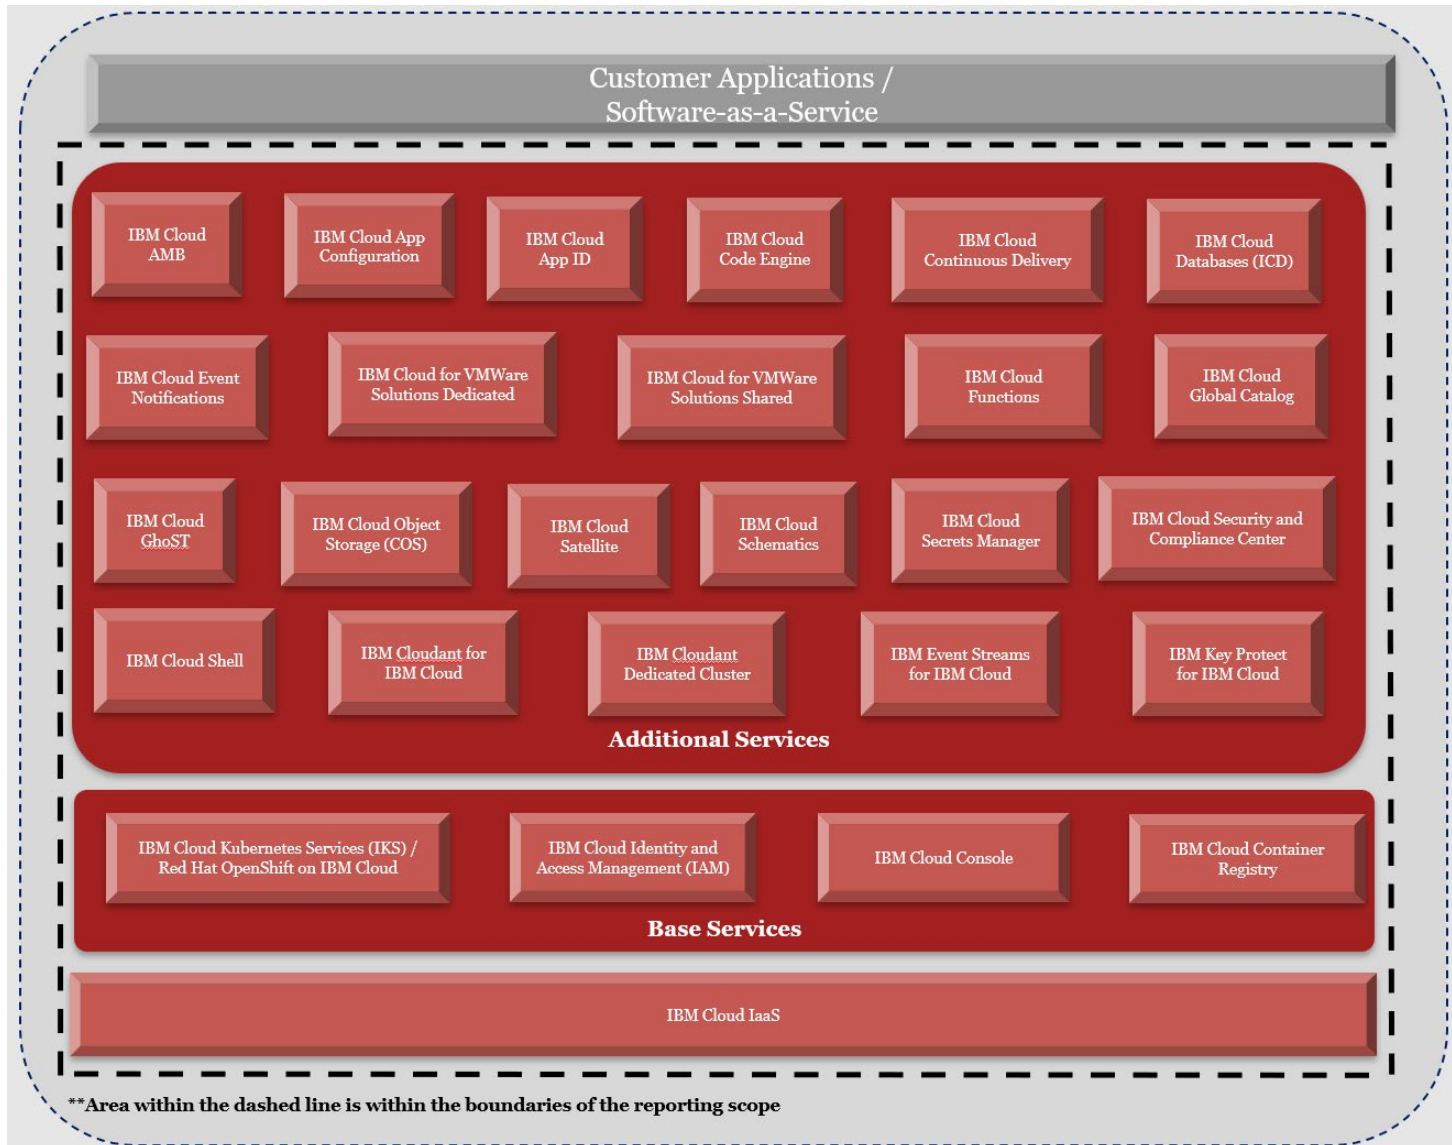 Customer Applications /
Software-as-a-Service
IBM Cloud
AMB
IBM Cloud App
Configuration
IBM Cloud
App ID
IBM Cloud
Code Engine
IBM Cloud
Continuous Delivery
IBM Cloud
Databases (ICD)
IBM Cloud Event
Notifications
IBM Cloud for VMWare
Solutions Dedicated
IBM Cloud for VMWare
Solutions Shared
IBM Cloud
Functions
IBM Cloud
Global Catalog
IBM Cloud
GhoST
IBM Cloud Object
Storage (COS)
IBM Cloud
Satellite
IBM Cloud
Schematics
IBM Cloud
Secrets Manager
IBM Cloud Security and
Compliance Center
IBM Cloud Shell
IBM Cloudant for
IBM Cloud
IBM Cloudant
Dedicated Cluster
IBM Event Streams
for IBM Cloud
IBM Key Protect
for IBM Cloud
Additional Services
IBM Cloud Kubernetes Services (IKS) /
Red Hat OpenShift on IBM Cloud
IBM Cloud Identity and
Access Management (IAM)
IBM Cloud Console
IBM Cloud Container
Registry
Base Services
IBM Cloud IaaS
**Area within the dashed line is within the boundaries of the reporting scope